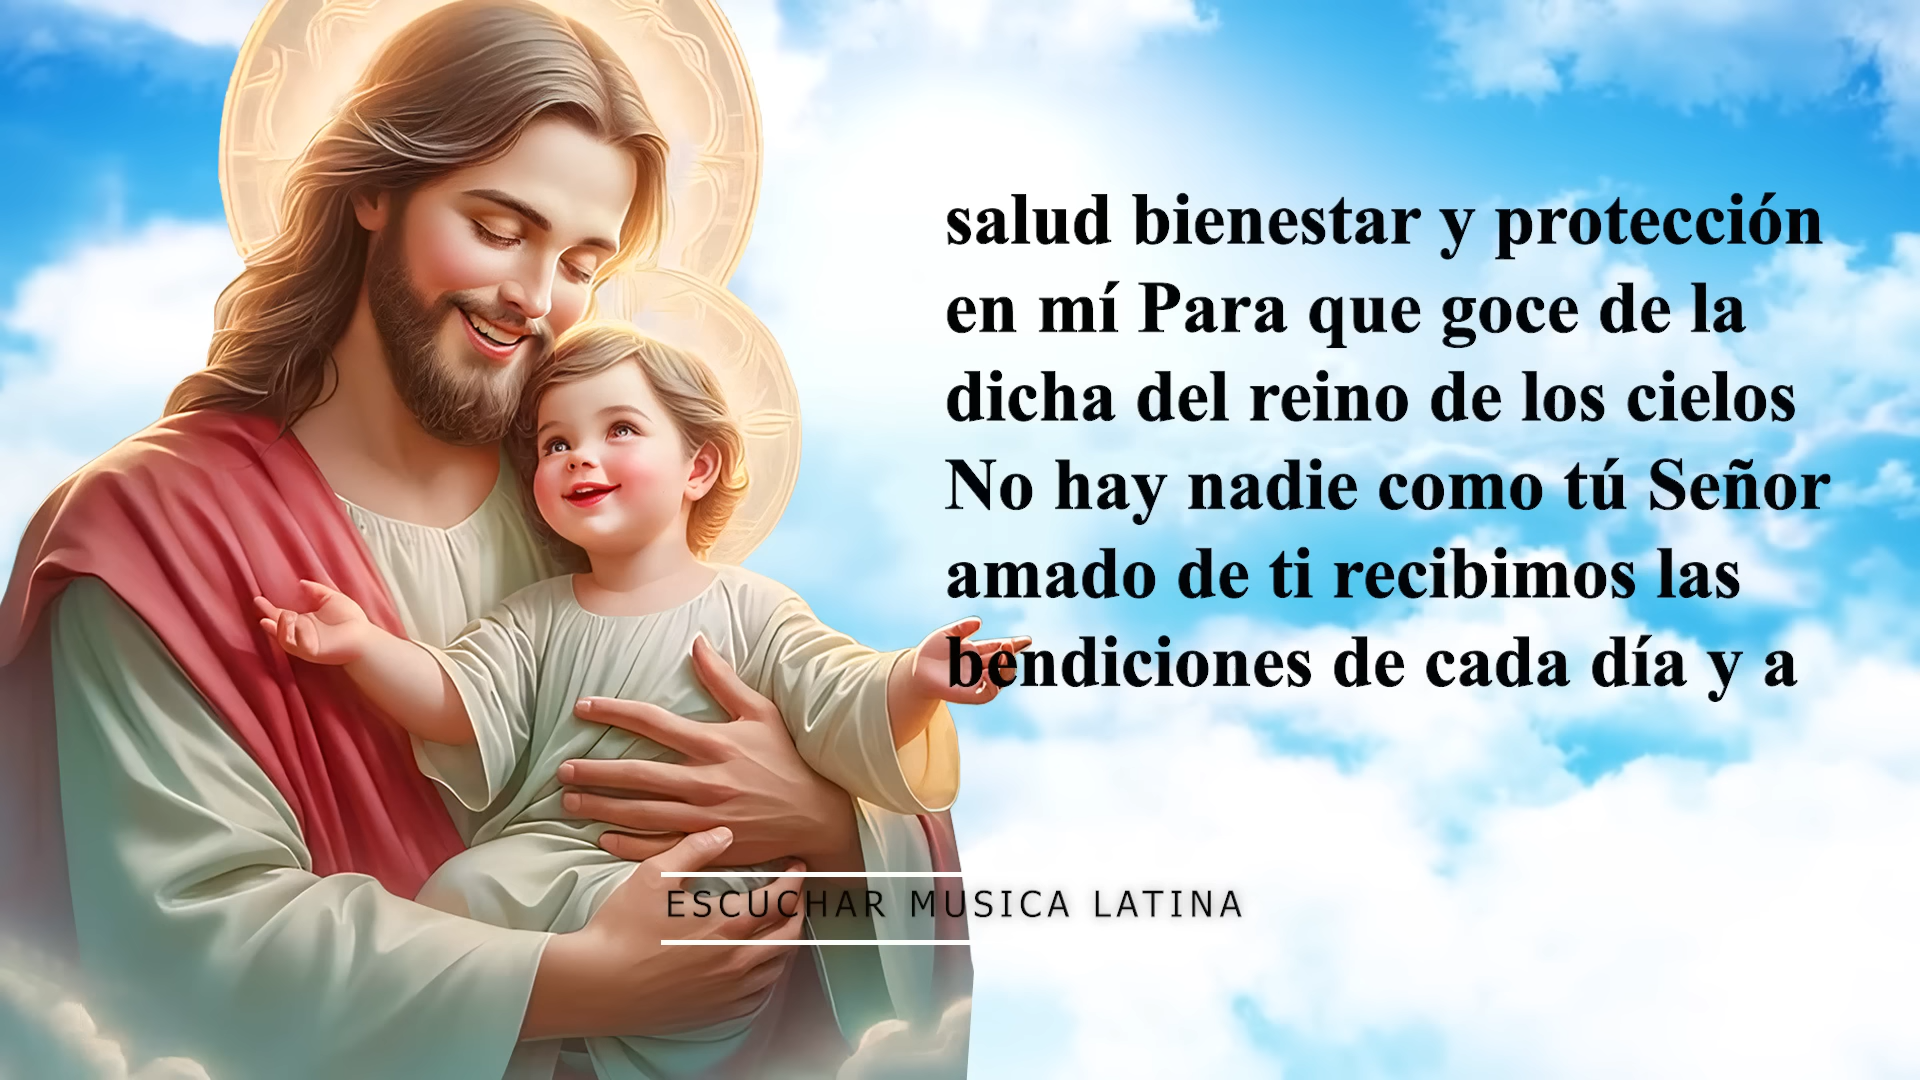 salud bienestar y protección
en mí Para que goce de la
dicha del reino de los cielos
No hay nadie como tú Señor
amado de ti recibimos las
bendiciones de cada día y a
ESCUCHAR MUSICA LATINA